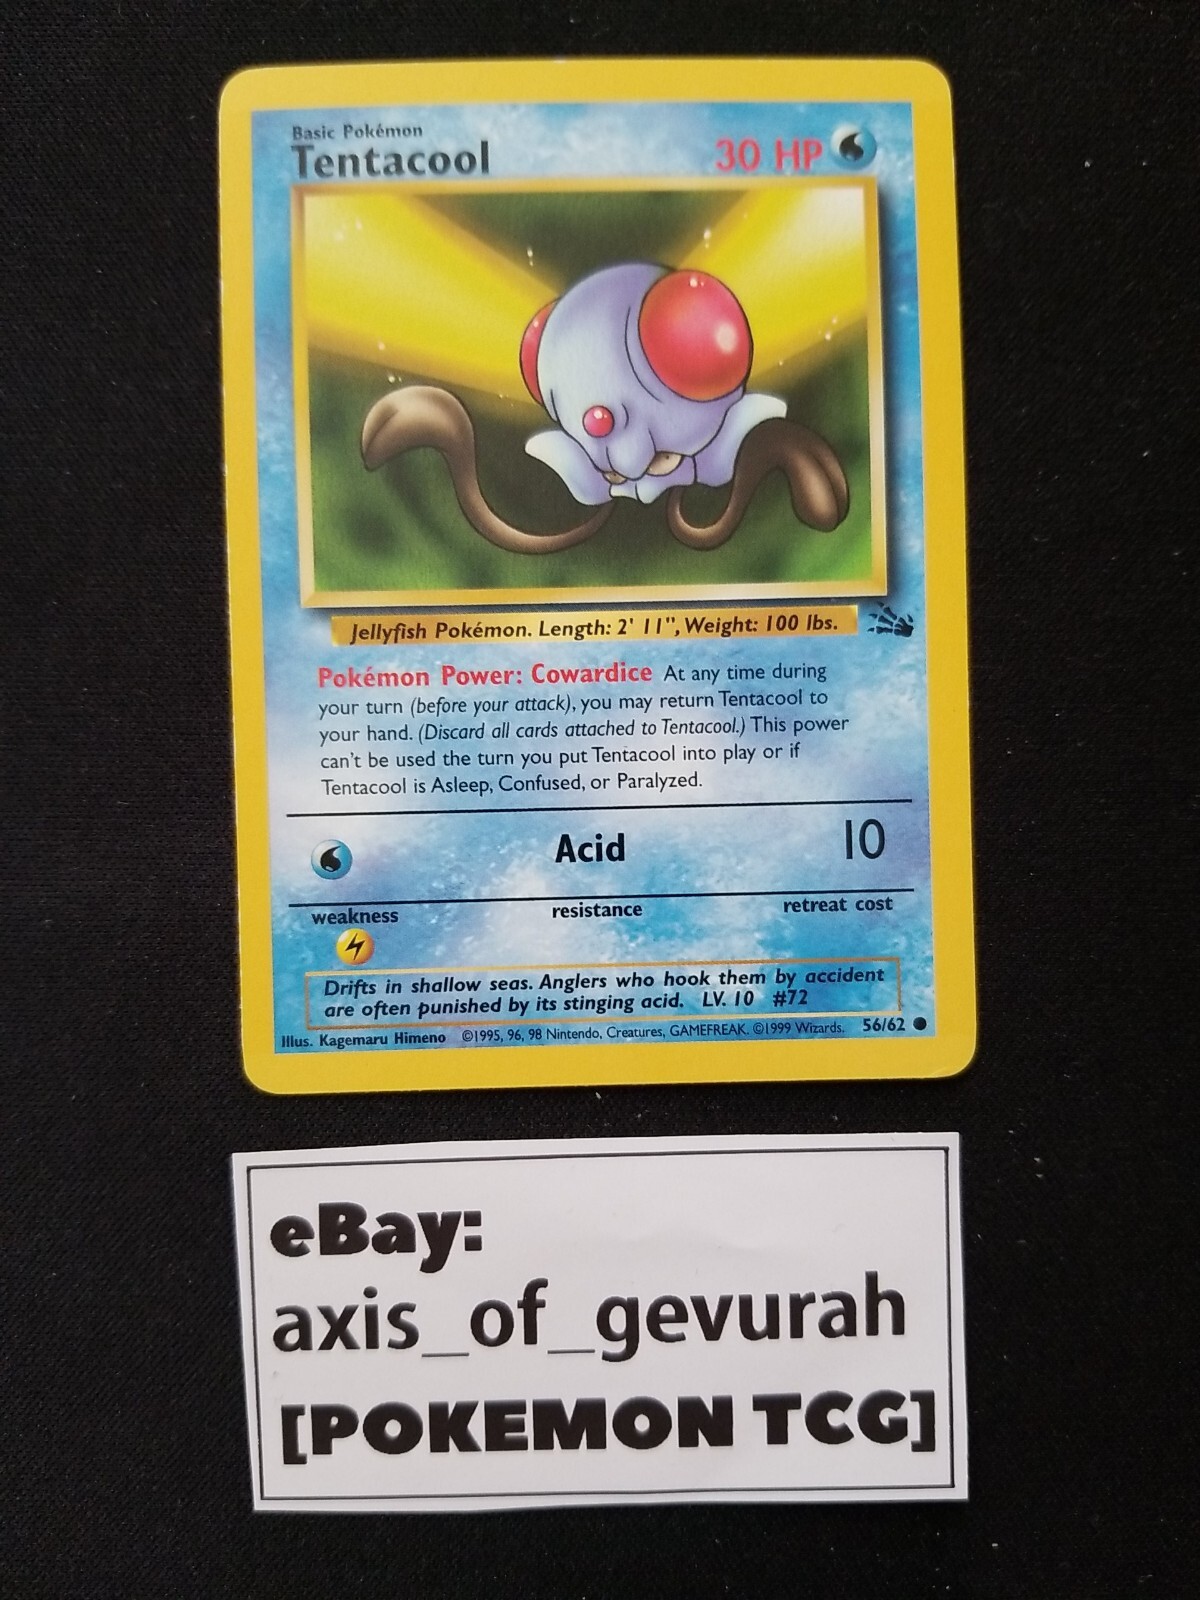 Basic Pokémon
Tentacool
30 HP
Jellyfish Pokémon. Length: 2' 11", Weight: 100 lbs.
Pokémon Power: Cowardice At any time during
your turn (before your attack), you may return Tentacool to
your hand. (Discard all cards attached to Tentacool.) This power
can't be used the turn you put Tentacool into play or if
Tentacool is Asleep, Confused, or Paralyzed.
Acid 10
weakness resistance retreat cost
Drifts in shallow seas. Anglers who hook them by accident
are often punished by its stinging acid. LV. 10 #72
Illus. Kagemaru Himeno ©1995, 96, 98 Nintendo, Creatures, GAMEFREAK. ©1999 Wizards. 56/62
eBay:
axis_of_gevurah
[POKEMON TCG]